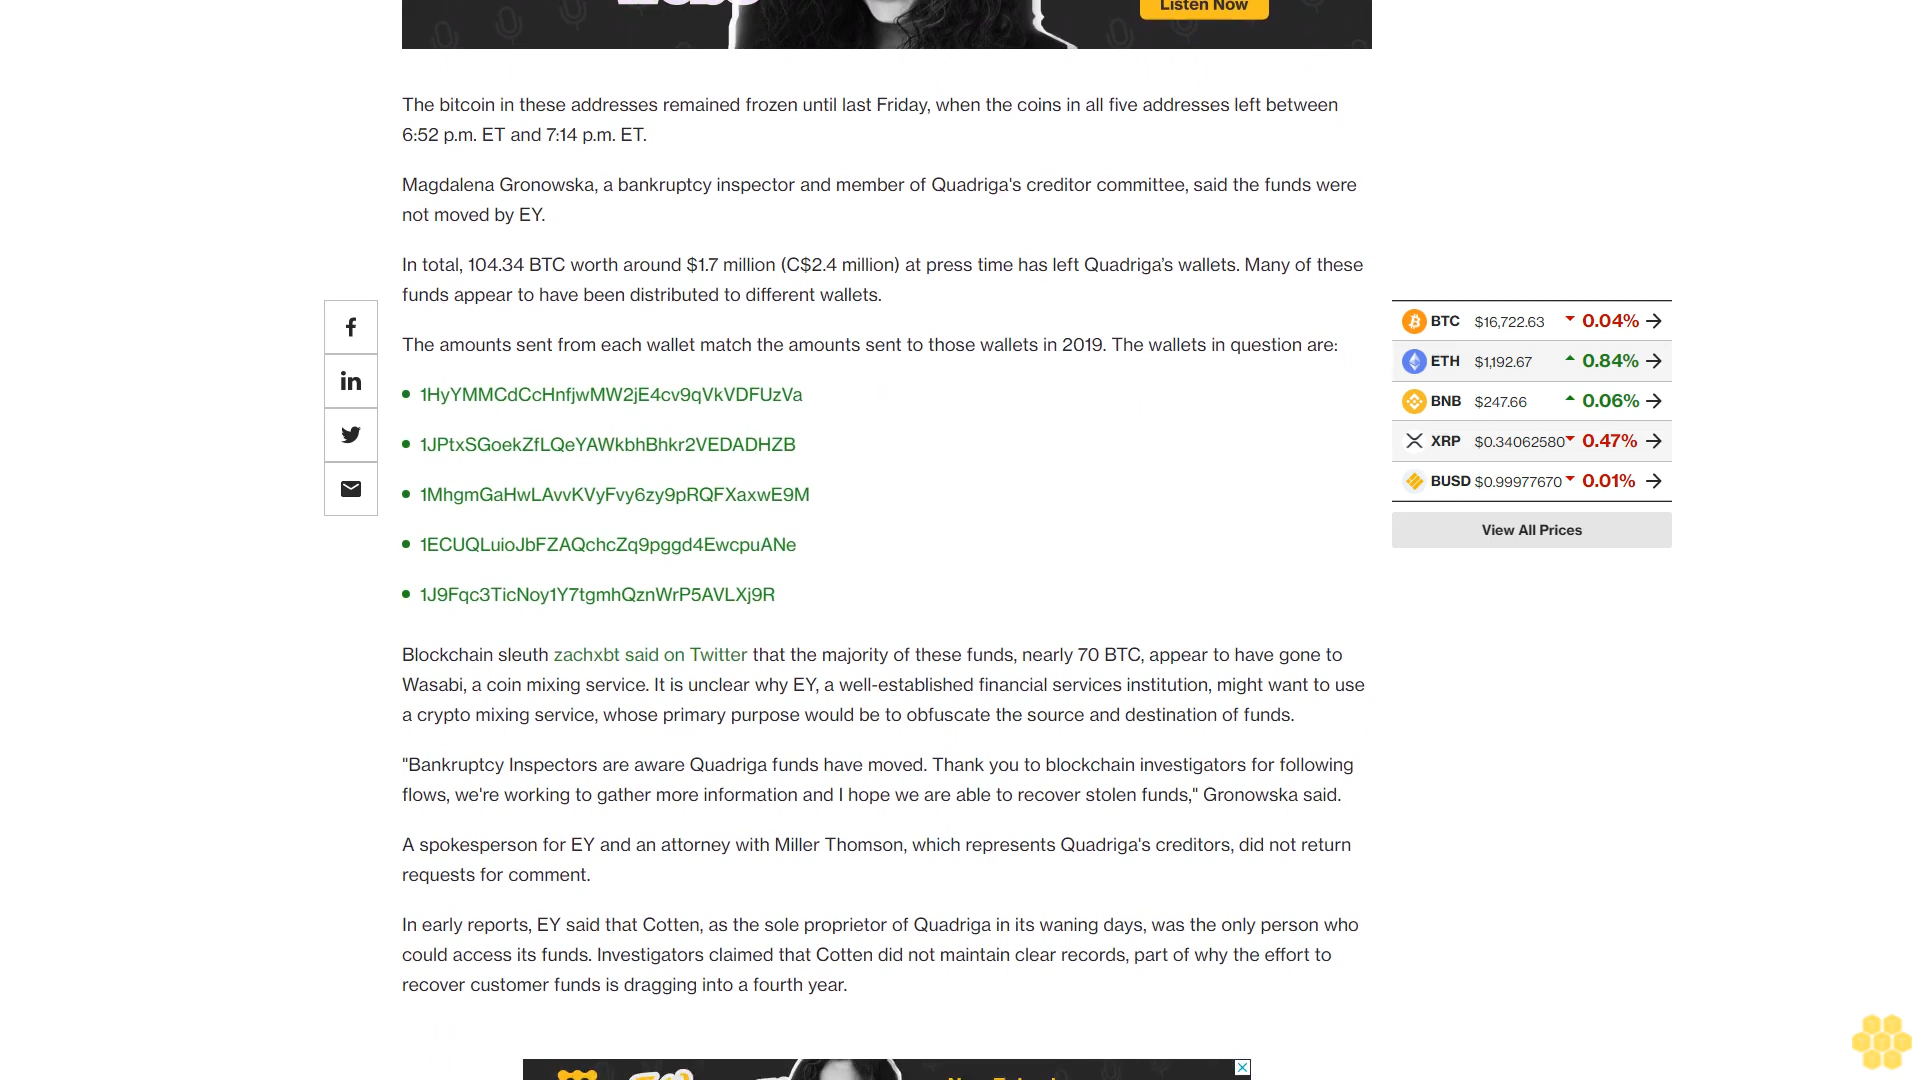 Listen Now
The bitcoin in these addresses remained frozen until last Friday, when the coins in all five addresses left between
6:52 p.m. ET and 7:14 p.m. ET.
Magdalena Gronowska, a bankruptcy inspector and member of Quadriga's creditor committee, said the funds were
not moved by EY.
In total, 104.34 BTC worth around $1.7 million (C$2.4 million) at press time has left Quadriga's wallets. Many of these
funds appear to have been distributed to different wallets.
The amounts sent from each wallet match the amounts sent to those wallets in 2019. The wallets in question are:
1HyYMMCdCcHnfjwMW2jE4cv9qVkVDFUzVa
1JPtxSGoekZfLQeYAWkbhBhkr2VEDADHZB
1MhgmGaHwLAvvKVyFvy6zy9pRQFXaxwE9M
1ECUQLuioJbFZAQchcZq9pggd4EwcpuANe
1J9Fqc3TicNoy1Y7tgmhQznWrP5AVLXj9R
Blockchain sleuth zachxbt said on Twitter that the majority of these funds, nearly 70 BTC, appear to have gone to
Wasabi, a coin mixing service. It is unclear why EY, a well-established financial services institution, might want to use
a crypto mixing service, whose primary purpose would be to obfuscate the source and destination of funds.
"Bankruptcy Inspectors are aware Quadriga funds have moved. Thank you to blockchain investigators for following
flows, we're working to gather more information and I hope we are able to recover stolen funds," Gronowska said.
A spokesperson for EY and an attorney with Miller Thomson, which represents Quadriga's creditors, did not return
requests for comment.
In early reports, EY said that Cotten, as the sole proprietor of Quadriga in its waning days, was the only person who
could access its funds. Investigators claimed that Cotten did not maintain clear records, part of why the effort to
recover customer funds is dragging into a fourth year.
BTC $16,722.63 0.04%
ETH $1,192.67 0.84%
BNB $247.66 0.06%
XRP $0.34062580 0.47%
BUSD $0.99977670 0.01%
View All Prices